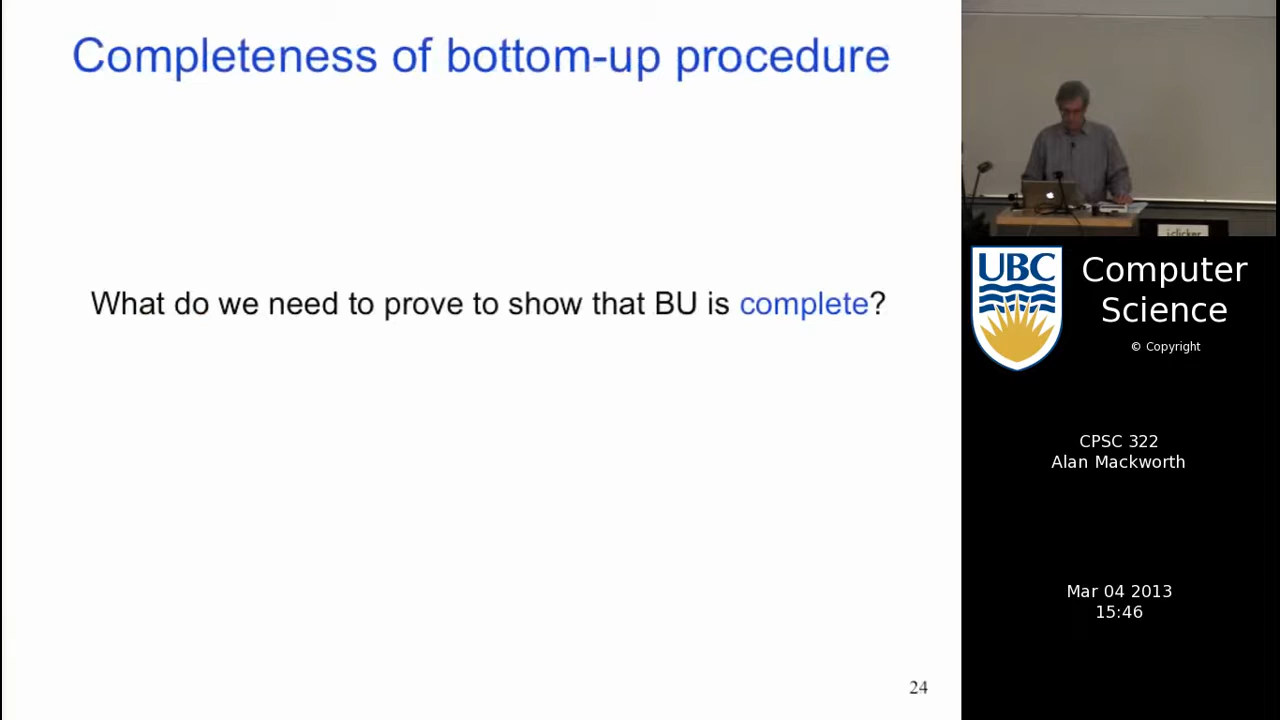 Completeness of bottom-up procedure
What do we need to prove to show that BU is complete?
24
i clicker
UBC
Computer
Science
© Copyright
CPSC 322
Alan Mackworth
Mar 04 2013
15:46